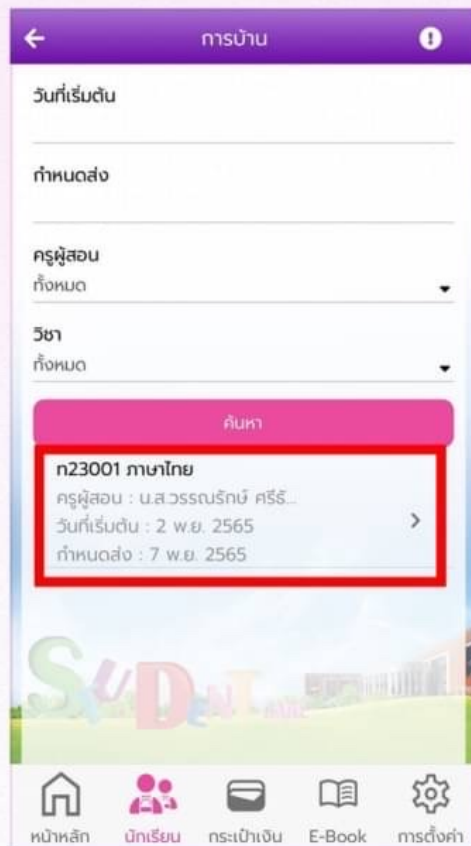 การบ้าน
วันที่เริ่มต้น
กำหนดส่ง
ครูผู้สอน
ทั้งหมด
วิชา
ทั้งหมด
ค้นหา
ท23001 ภาษาไทย
ครูผู้สอน : น.ส.วรรณรักษ์ ศรีธั...
วันที่เริ่มต้น : 2 พ.ย. 2565
กำหนดส่ง : 7 พ.ย. 2565
STUDENT
หน้าหลัก นักเรียน กระเป๋าเงิน E-Book การตั้งค่า